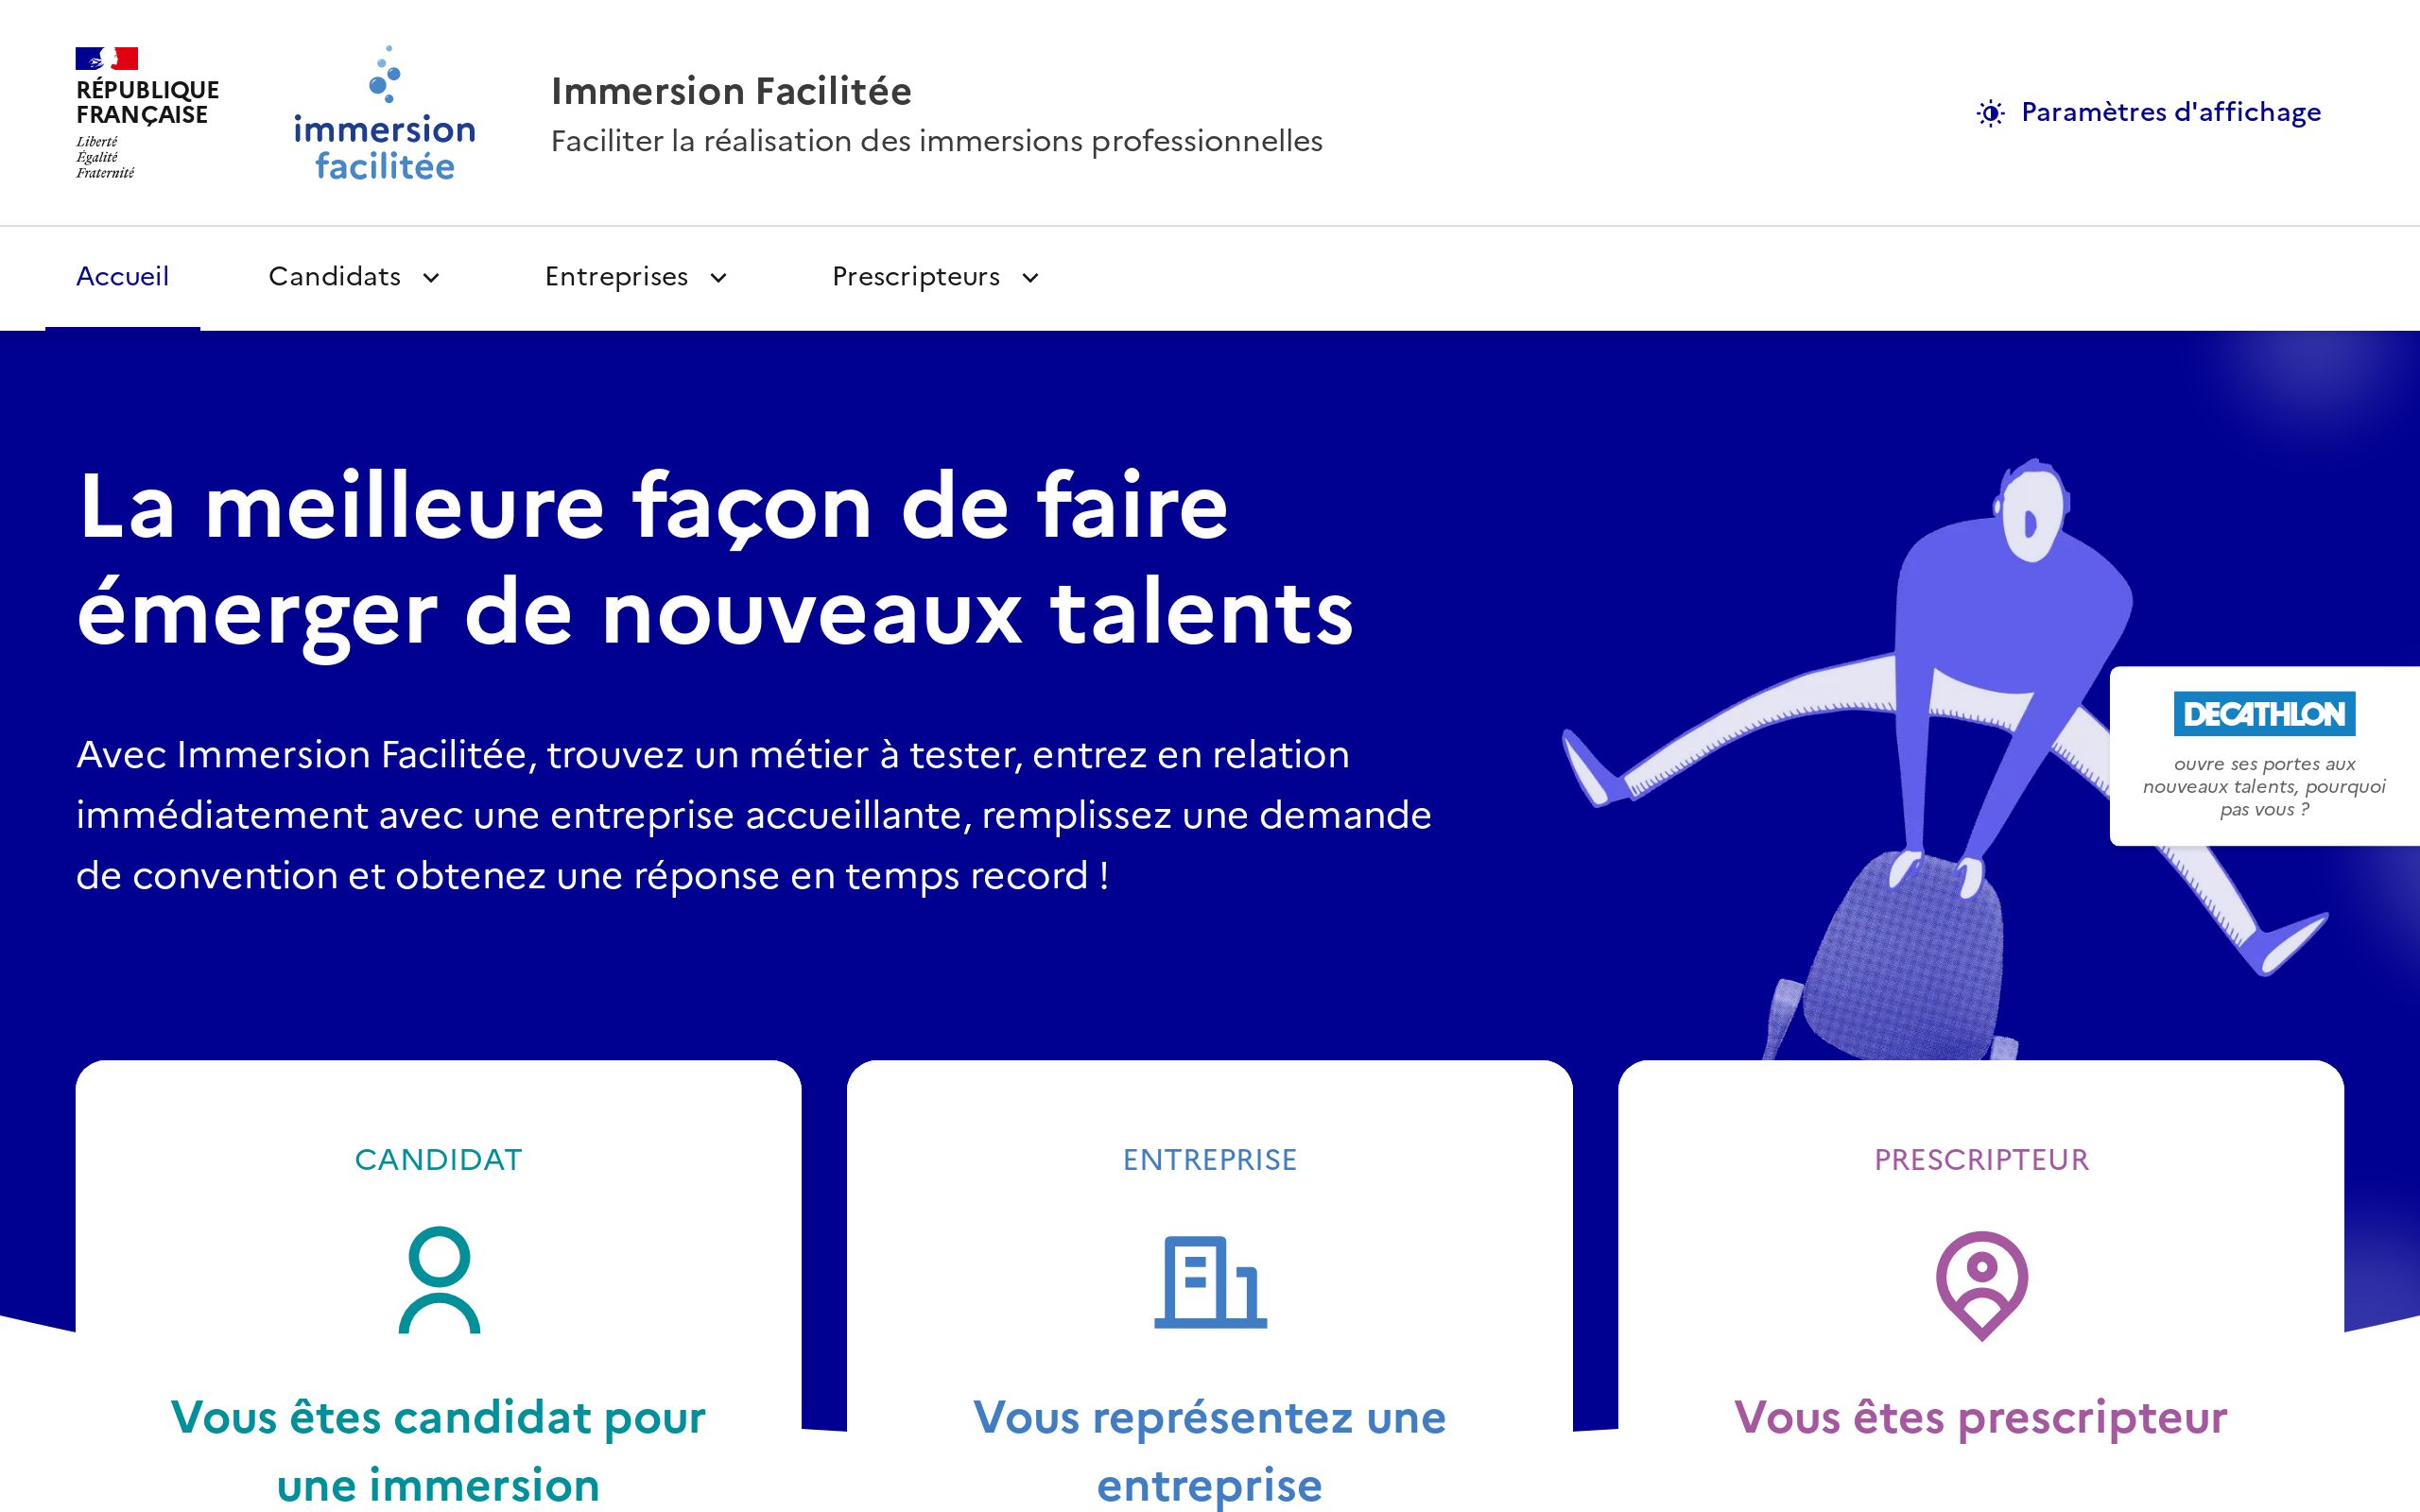 RÉPUBLIQUE
FRANÇAISE
Liberté
Égalité
Fraternité
immersion
facilitée
Immersion Facilitée
Faciliter la réalisation des immersions professionnelles
Paramètres d'affichage
Accueil
Candidats
Entreprises
Prescripteurs
La meilleure façon de faire
émerger de nouveaux talents
Avec Immersion Facilitée, trouvez un métier à tester, entrez en relation
immédiatement avec une entreprise accueillante, remplissez une demande
de convention et obtenez une réponse en temps record !
DECATHLON
ouvre ses portes aux
nouveaux talents, pourquoi
pas vous ?
CANDIDAT
Vous êtes candidat pour
une immersion
ENTREPRISE
Vous représentez une
entreprise
PRESCRIPTEUR
Vous êtes prescripteur